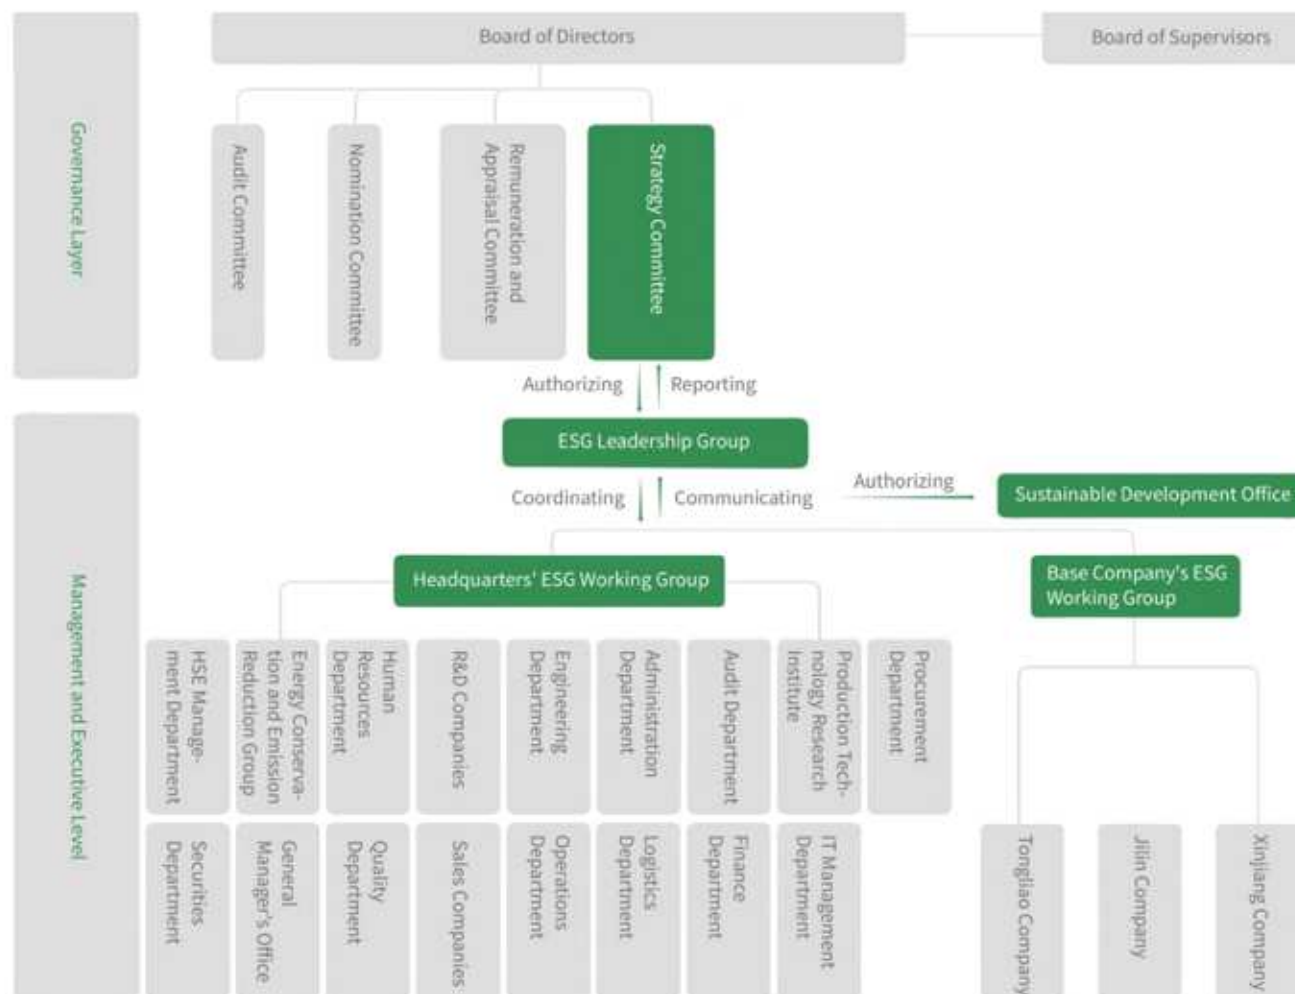 Board of Directors
Board of Supervisors
Governance Layer
Audit Committee
Nomination Committee
Remuneration and
Appraisal Committee
Strategy Committee
Authorizing
Reporting
ESG Leadership Group
Coordinating
Communicating
Authorizing
Sustainable Development Office
Management and Executive Level
Headquarters' ESG Working Group
Base Company's ESG
Working Group
HSE Manage-
ment Department
Energy Conserva-
tion and Emission
Reduction Group
Human
Resources
Department
R&D Companies
Engineering
Department
Administration
Department
Audit Department
Production Tech-
nology Research
Institute
Procurement
Department
Securities
Department
General
Manager's Office
Quality
Department
Sales Companies
Operations
Department
Logistics
Department
Finance
Department
IT Management
Department
Tongliao Company
Jilin Company
Xinjiang Company